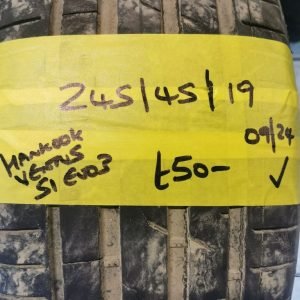 245/45/19
09/24
HANKOOK
VENTUS
S1 EVO3
£50-
✓